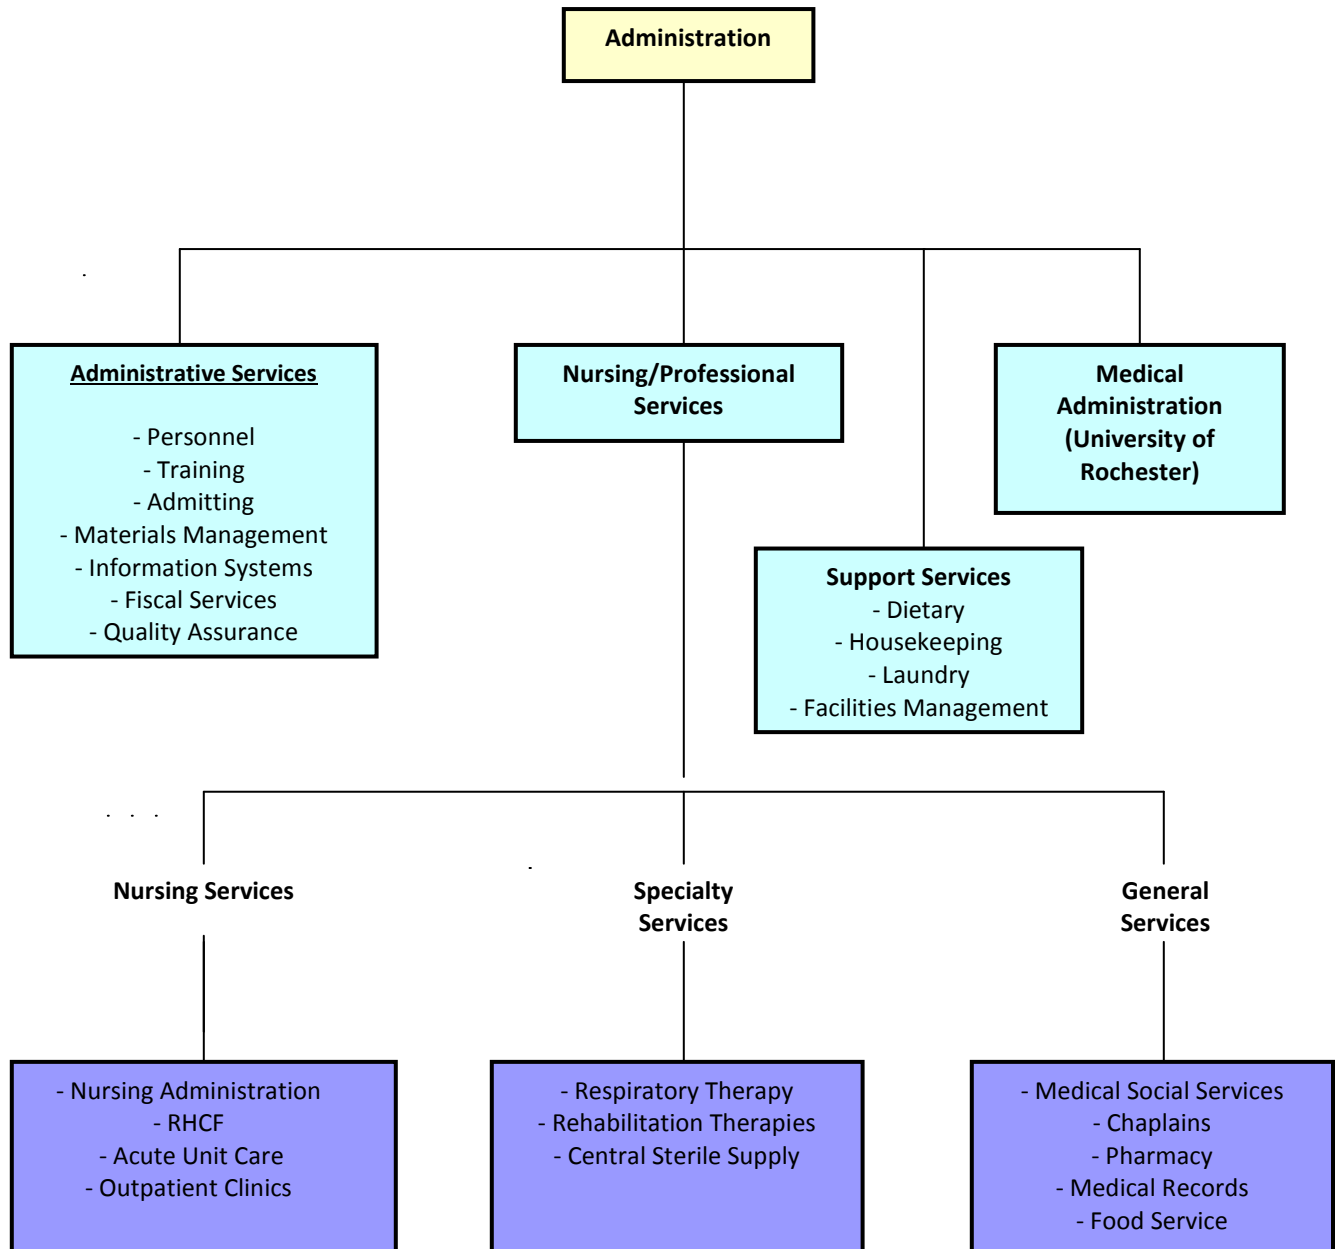 Administration
Administrative Services
- Personnel
- Training
- Admitting
- Materials Management
- Information Systems
- Fiscal Services
- Quality Assurance
Nursing/Professional
Services
Medical
Administration
(University of
Rochester)
Support Services
- Dietary
- Housekeeping
- Laundry
- Facilities Management
Nursing Services
Specialty
Services
General
Services
- Nursing Administration
- RHCF
- Acute Unit Care
- Outpatient Clinics
- Respiratory Therapy
- Rehabilitation Therapies
- Central Sterile Supply
- Medical Social Services
- Chaplains
- Pharmacy
- Medical Records
- Food Service